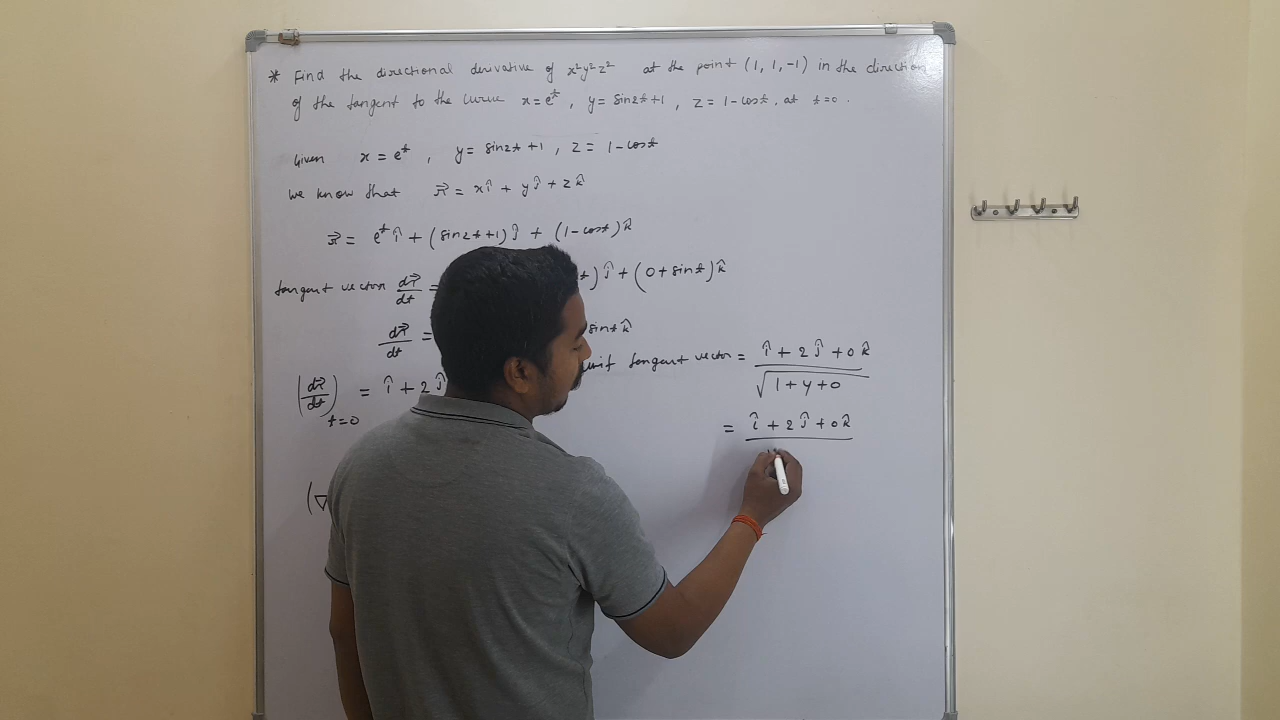 * Find the directional derivative of x²y²z² at the point (1, 1, -1) in the direction
of the tangent to the curve x = eᵗ, y = sin2t+1, z = 1-cost, at t=0.
Given x = eᵗ, y = sin2t+1, z = 1-cost
We know that r⃗ = xî + yĵ + zk̂
r⃗ = eᵗ î + (sin2t+1) ĵ + (1-cost) k̂
tangent vector dr⃗/dt = t) ĵ + (0+sint) k̂
dr⃗/dt = sint k̂
(dr⃗/dt)t=0 = î + 2ĵ
unit tangent vector = î + 2ĵ + 0k̂ / √1+4+0
= î + 2ĵ + 0k̂
(∇